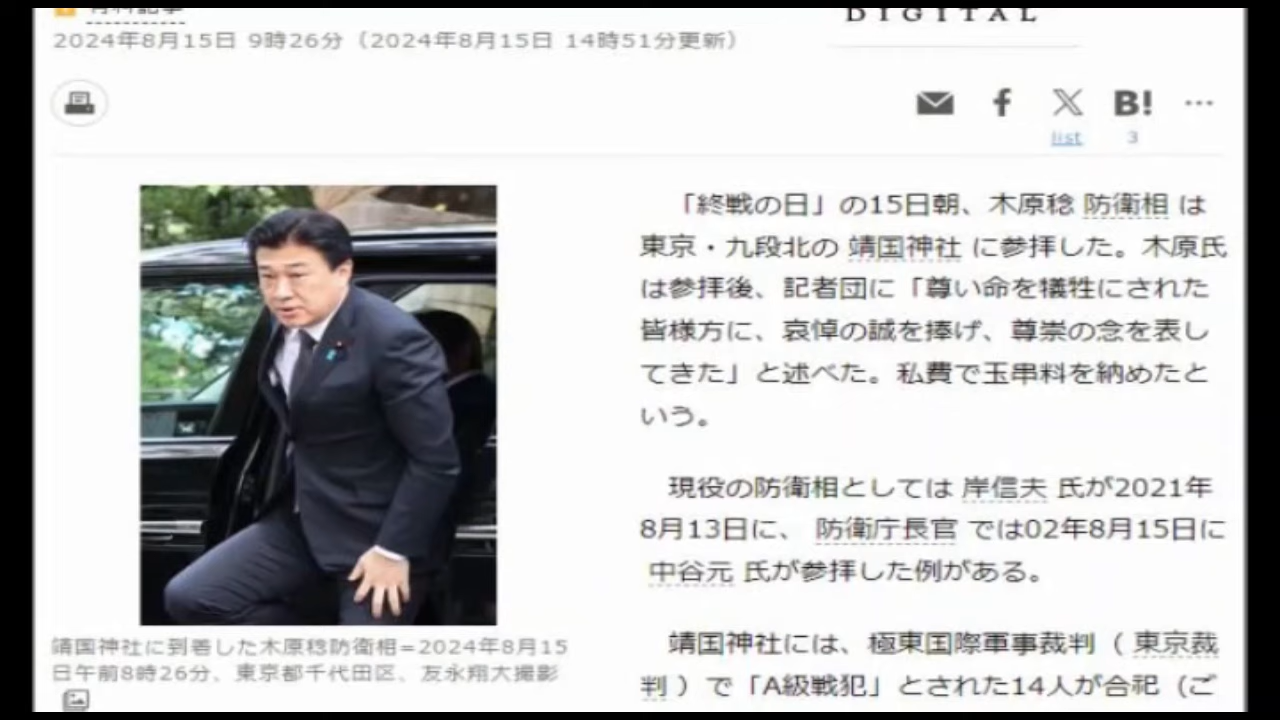 有料記事
DIGITAL
2024年8月15日 9時26分（2024年8月15日 14時51分更新）
B!
list
3
「終戦の日」の15日朝、木原稔 防衛相 は
東京・九段北の 靖国神社 に参拝した。木原氏
は参拝後、記者団に「尊い命を犠牲にされた
皆様方に、哀悼の誠を捧げ、尊崇の念を表し
てきた」と述べた。私費で玉串料を納めたと
いう。
現役の防衛相としては 岸信夫 氏が2021年
8月13日に、 防衛庁長官 では02年8月15日に
中谷元 氏が参拝した例がある。
靖国神社には、極東国際軍事裁判（ 東京裁
判 ）で「A級戦犯」とされた14人が合祀（ご
靖国神社に到着した木原稔防衛相=2024年8月15
日午前8時26分、東京都千代田区、友永翔大撮影